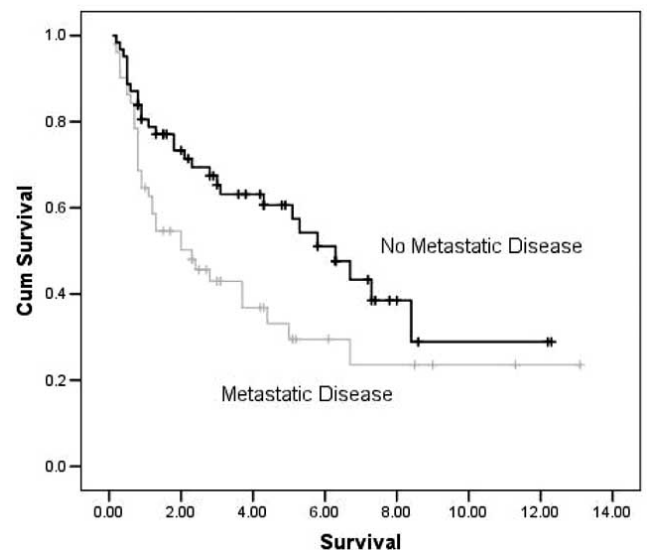 1.0
0.8
0.6
0.4
0.2
0.0
Cum Survival
No Metastatic Disease
Metastatic Disease
0.00 2.00 4.00 6.00 8.00 10.00 12.00 14.00
Survival